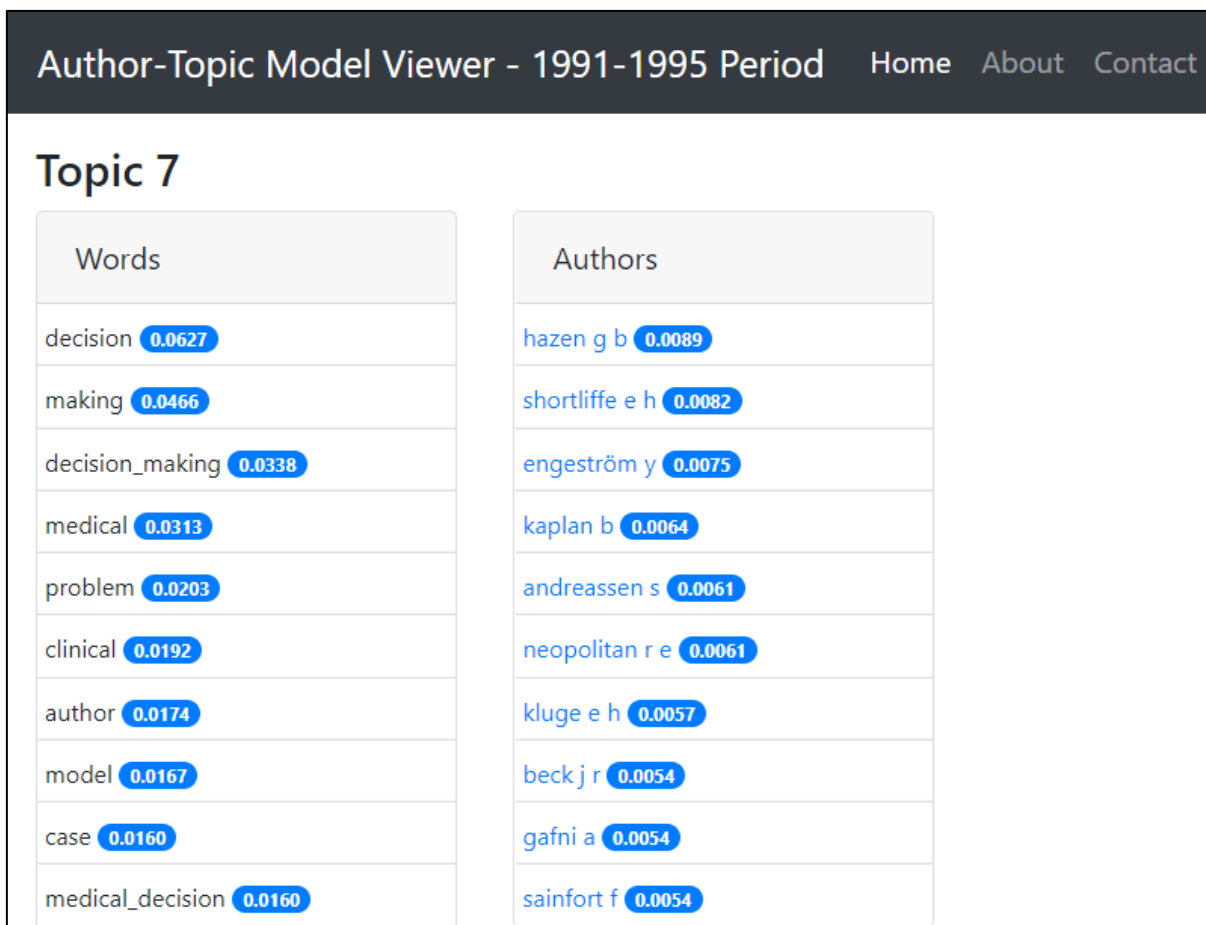 Author-Topic Model Viewer - 1991-1995 Period Home About Contact
Topic 7
Words
decision 0.0627
making 0.0466
decision_making 0.0338
medical 0.0313
problem 0.0203
clinical 0.0192
author 0.0174
model 0.0167
case 0.0160
medical_decision 0.0160
Authors
hazen g b 0.0089
shortliffe e h 0.0082
engeström y 0.0075
kaplan b 0.0064
andreassen s 0.0061
neopolitan r e 0.0061
kluge e h 0.0057
beck j r 0.0054
gafni a 0.0054
sainfort f 0.0054